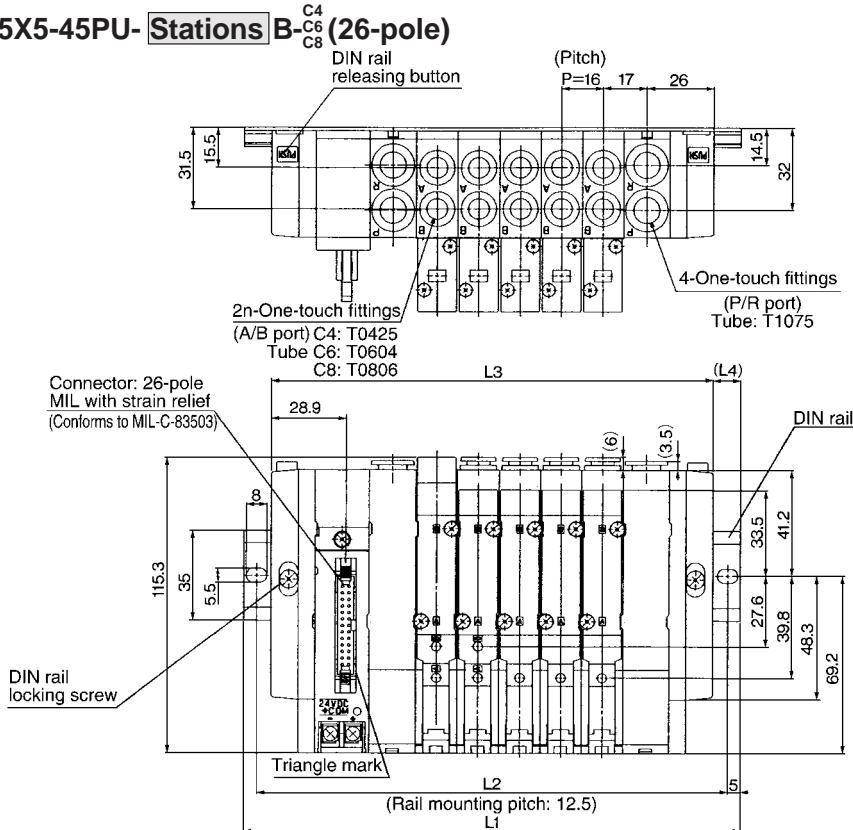 5X5-45PU- Stations B-C4 C6 C8 (26-pole)
DIN rail
releasing button
(Pitch)
P=16
17
26
31.5
15.5
14.5
32
PUSH
PUSH
R
A
A
A
A
A
R
P
B
B
B
B
B
P
2n-One-touch fittings
(A/B port) C4: T0425
Tube C6: T0604
C8: T0806
4-One-touch fittings
(P/R port)
Tube: T1075
Connector: 26-pole
MIL with strain relief
(Conforms to MIL-C-83503)
L3
(L4)
28.9
DIN rail
(6)
(3.5)
8
115.3
35
5.5
33.5
41.2
27.6
39.8
48.3
69.2
DIN rail
locking screw
24VDC
+COM
- +
Triangle mark
L2
5
(Rail mounting pitch: 12.5)
L1